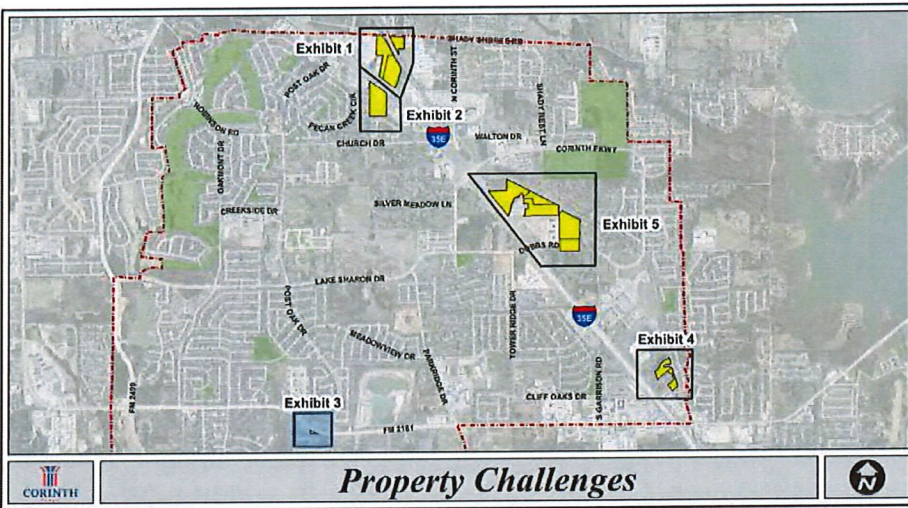 Exhibit 1
SHADY SHORES RD
POST OAK DR
N CORINTH ST
SHADY REST LN
ROBINSON RD
PECAN CREEK CIR
Exhibit 2
35E
WALTON DR
CHURCH DR
CORINTH PKWY
OAKMONT DR
CREEKSIDE DR
SILVER MEADOW LN
Exhibit 5
DOBBS RD
LAKE SHARON DR
POST OAK DR
TOWER RIDGE DR
35E
MEADOWVIEW DR
Exhibit 4
PARKRIDGE DR
FM 2499
S GARRISON RD
CLIFF OAKS DR
Exhibit 3
FM 2181
CORINTH
Property Challenges
N